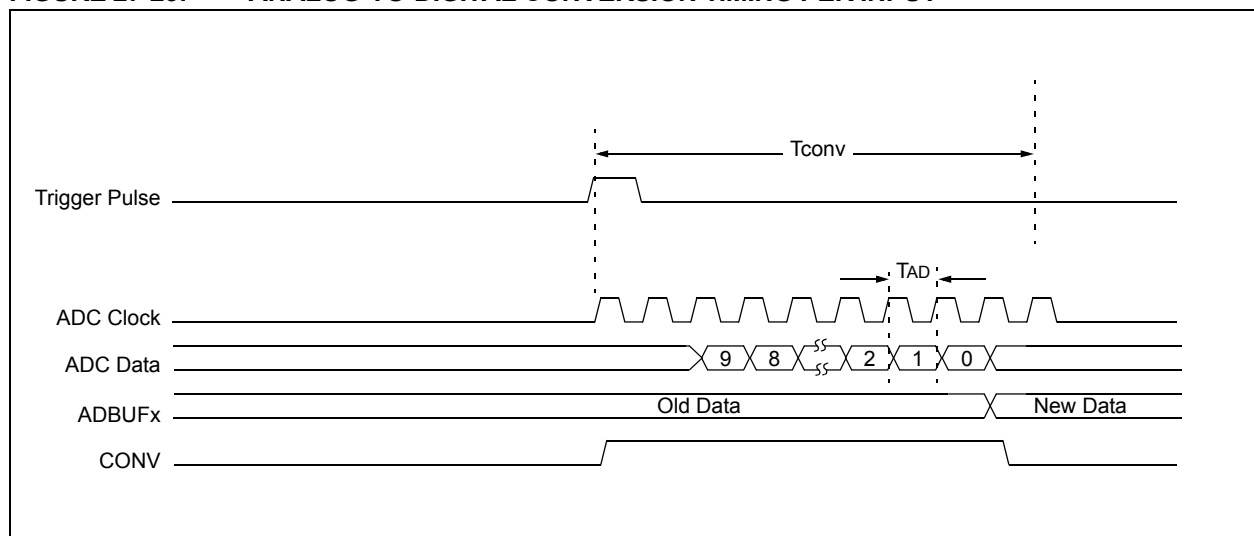 Tconv
Trigger Pulse
TAD
ADC Clock
ADC Data
9 8 2 1 0
ADBUFx
Old Data
New Data
CONV